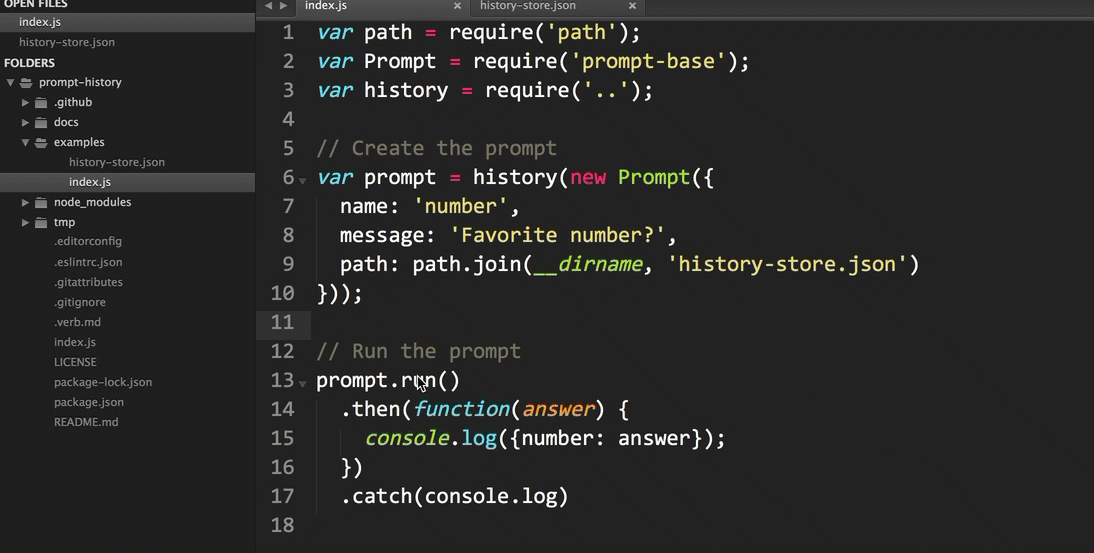 OPEN FILES
index.js
history-store.json
FOLDERS
prompt-history
.github
docs
examples
history-store.json
index.js
node_modules
tmp
.editorconfig
.eslintrc.json
.gitattributes
.gitignore
.verb.md
index.js
LICENSE
package-lock.json
package.json
README.md
index.js × history-store.json ×
1 var path = require('path');
2 var Prompt = require('prompt-base');
3 var history = require('..');
4
5 // Create the prompt
6 var prompt = history(new Prompt({
7   name: 'number',
8   message: 'Favorite number?',
9   path: path.join(__dirname, 'history-store.json')
10 }));
11
12 // Run the prompt
13 prompt.run()
14   .then(function(answer) {
15     console.log({number: answer});
16   })
17   .catch(console.log)
18